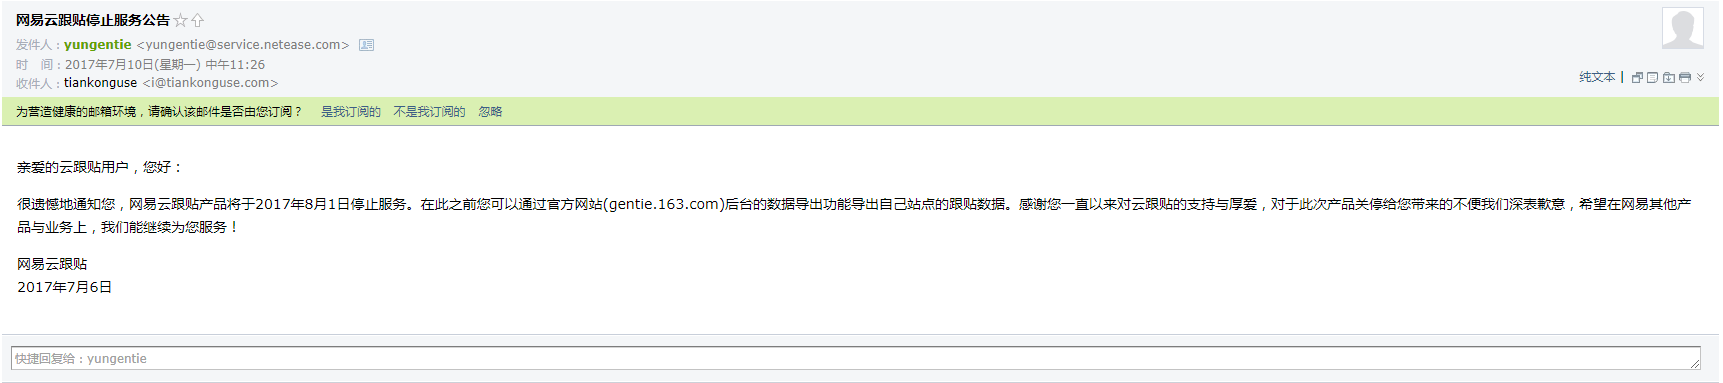 网易云跟贴停止服务公告
发件人：yungentie <yungentie@service.netease.com>
时　间：2017年7月10日(星期一) 中午11:26
收件人：tiankonguse <i@tiankonguse.com>
纯文本 |
为营造健康的邮箱环境，请确认该邮件是否由您订阅？ 是我订阅的 不是我订阅的 忽略
亲爱的云跟贴用户，您好：
很遗憾地通知您，网易云跟贴产品将于2017年8月1日停止服务。在此之前您可以通过官方网站(gentie.163.com)后台的数据导出功能导出自己站点的跟贴数据。感谢您一直以来对云跟贴的支持与厚爱，对于此次产品关停给您带来的不便我们深表歉意，希望在网易其他产
品与业务上，我们能继续为您服务！
网易云跟贴
2017年7月6日
快捷回复给：yungentie